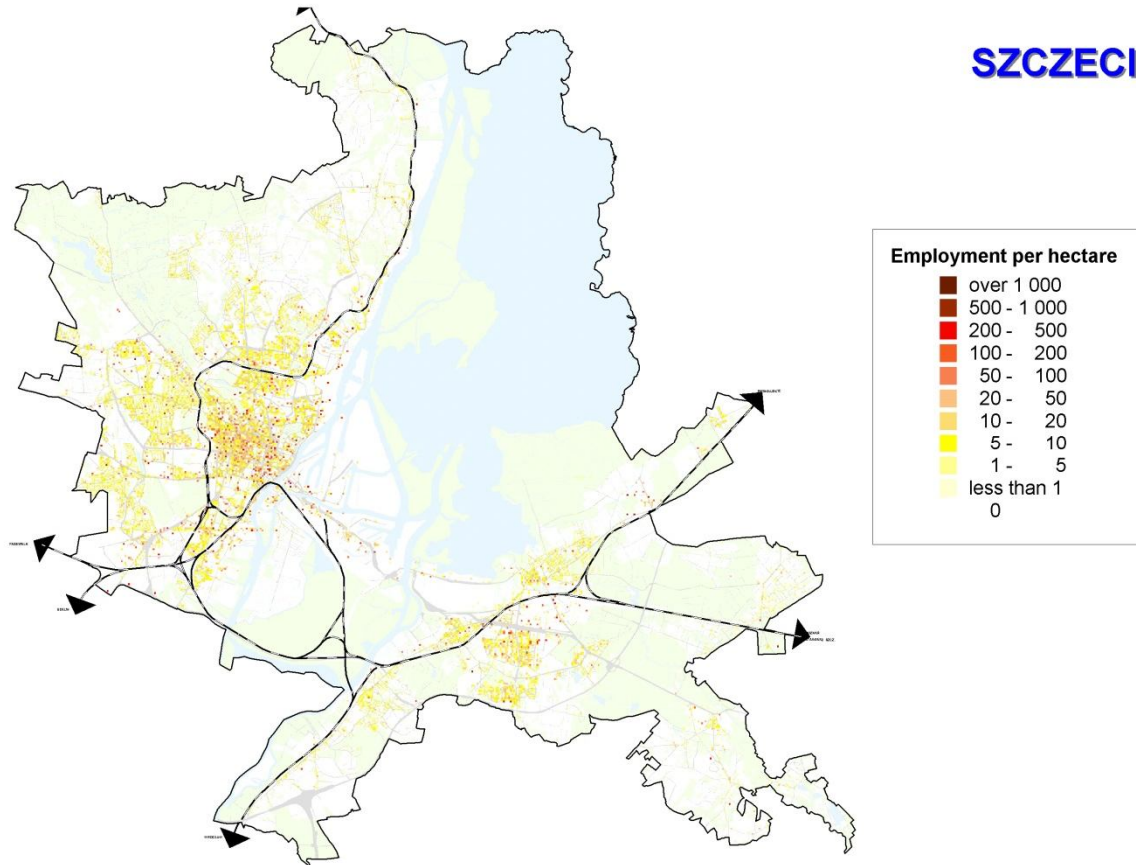 SZCZECI
Employment per hectare
over 1 000
500 - 1 000
200 - 500
100 - 200
50 - 100
20 - 50
10 - 20
5 - 10
1 - 5
less than 1
0